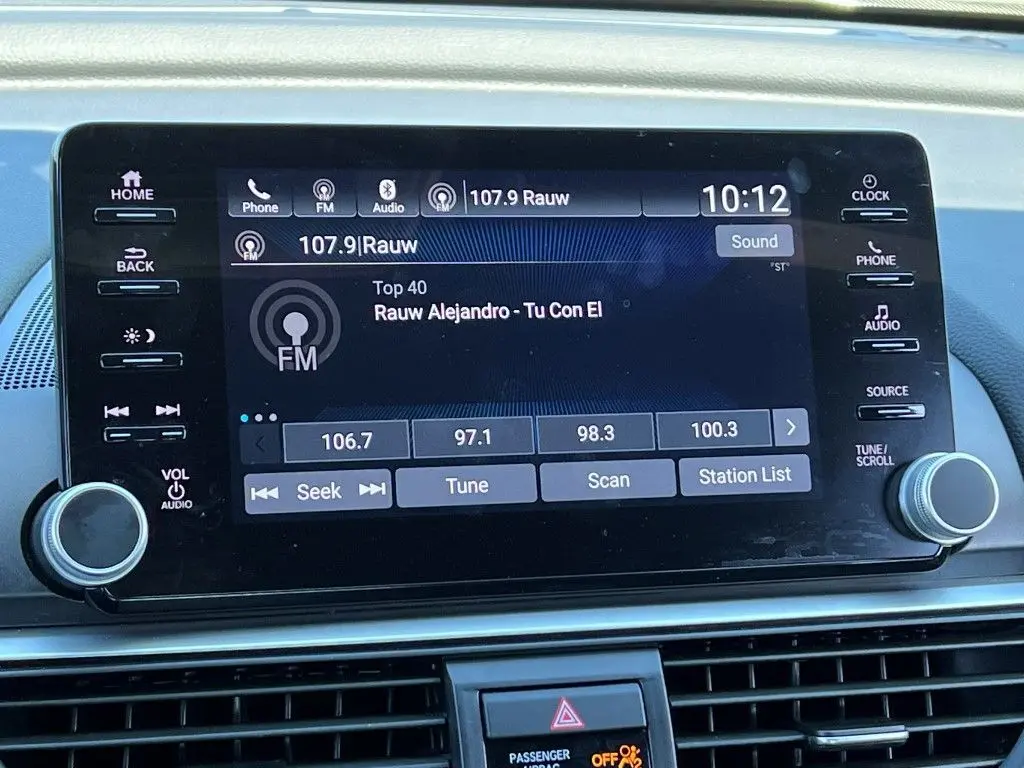 HOME
BACK
VOL
AUDIO
Phone
FM
Audio
FM
107.9 Rauw
10:12
FM
107.9|Rauw
Sound
"ST"
Top 40
Rauw Alejandro - Tu Con El
FM
106.7
97.1
98.3
100.3
Seek
Tune
Scan
Station List
CLOCK
PHONE
AUDIO
SOURCE
TUNE/
SCROLL
PASSENGER
AIRBAG
OFF